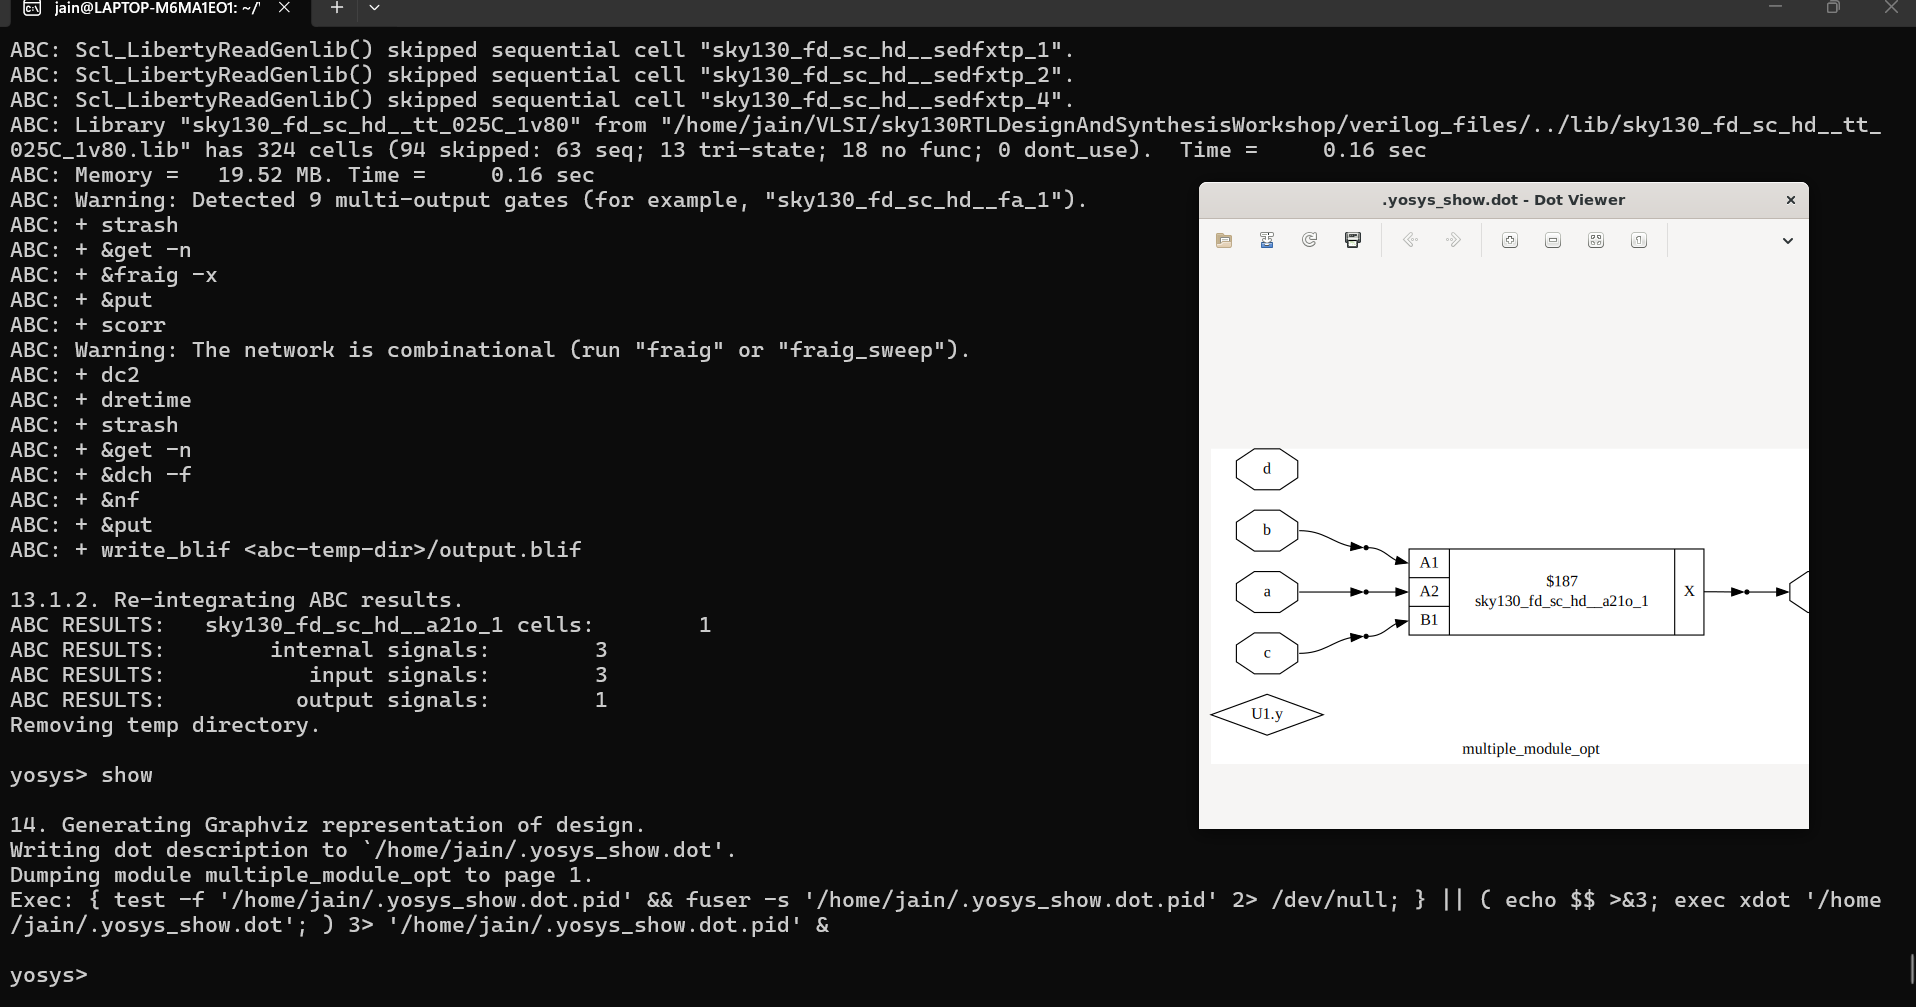 jain@LAPTOP-M6MA1EO1: ~/
ABC: Scl_LibertyReadGenlib() skipped sequential cell "sky130_fd_sc_hd__sedfxtp_1".
ABC: Scl_LibertyReadGenlib() skipped sequential cell "sky130_fd_sc_hd__sedfxtp_2".
ABC: Scl_LibertyReadGenlib() skipped sequential cell "sky130_fd_sc_hd__sedfxtp_4".
ABC: Library "sky130_fd_sc_hd__tt_025C_1v80" from "/home/jain/VLSI/sky130RTLDesignAndSynthesisWorkshop/verilog_files/../lib/sky130_fd_sc_hd__tt_
025C_1v80.lib" has 324 cells (94 skipped: 63 seq; 13 tri-state; 18 no func; 0 dont_use).  Time =     0.16 sec
ABC: Memory =   19.52 MB. Time =     0.16 sec
ABC: Warning: Detected 9 multi-output gates (for example, "sky130_fd_sc_hd__fa_1").
ABC: + strash
ABC: + &get -n
ABC: + &fraig -x
ABC: + &put
ABC: + scorr
ABC: Warning: The network is combinational (run "fraig" or "fraig_sweep").
ABC: + dc2
ABC: + dretime
ABC: + strash
ABC: + &get -n
ABC: + &dch -f
ABC: + &nf
ABC: + &put
ABC: + write_blif <abc-temp-dir>/output.blif
13.1.2. Re-integrating ABC results.
ABC RESULTS:   sky130_fd_sc_hd__a21o_1 cells:        1
ABC RESULTS:        internal signals:        3
ABC RESULTS:           input signals:        3
ABC RESULTS:          output signals:        1
Removing temp directory.
yosys> show
14. Generating Graphviz representation of design.
Writing dot description to `/home/jain/.yosys_show.dot'.
Dumping module multiple_module_opt to page 1.
Exec: { test -f '/home/jain/.yosys_show.dot.pid' && fuser -s '/home/jain/.yosys_show.dot.pid' 2> /dev/null; } || ( echo $$ >&3; exec xdot '/home
/jain/.yosys_show.dot'; ) 3> '/home/jain/.yosys_show.dot.pid' &
yosys>
.yosys_show.dot - Dot Viewer
d
b
a
c
U1.y
A1
A2
B1
$187
sky130_fd_sc_hd__a21o_1
X
multiple_module_opt